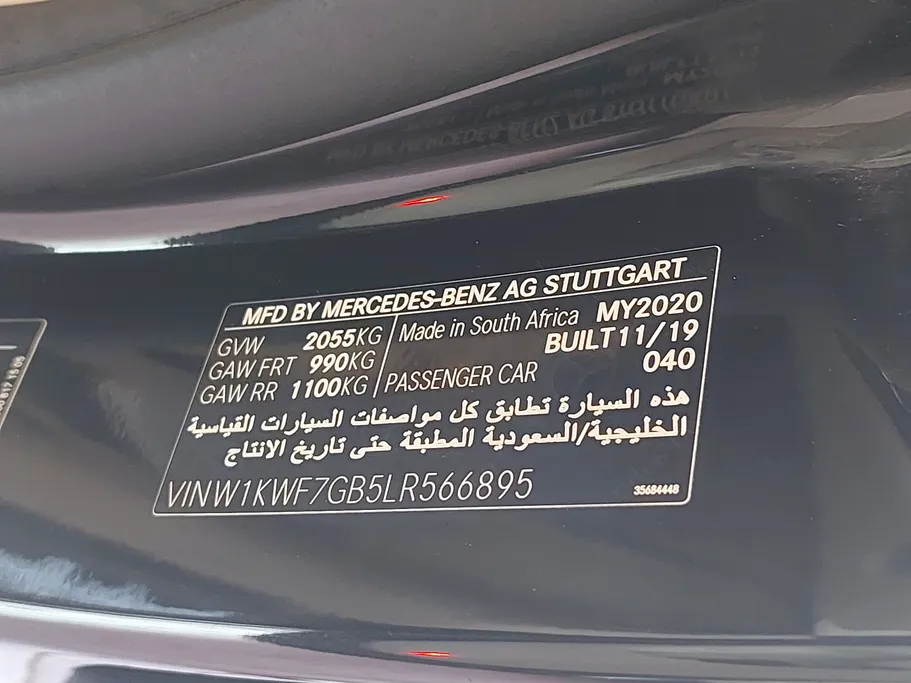 MFD BY MERCEDES-BENZ AG STUTTGART
GVW 2055KG Made in South Africa MY2020
GAW FRT 990KG BUILT11/19
GAW RR 1100KG PASSENGER CAR 040
هذه السيارة تطابق كل مواصفات السيارات القياسية
الخليجية/السعودية المطبقة حتى تاريخ الانتاج
VINW1KWF7GB5LR566895 35684448